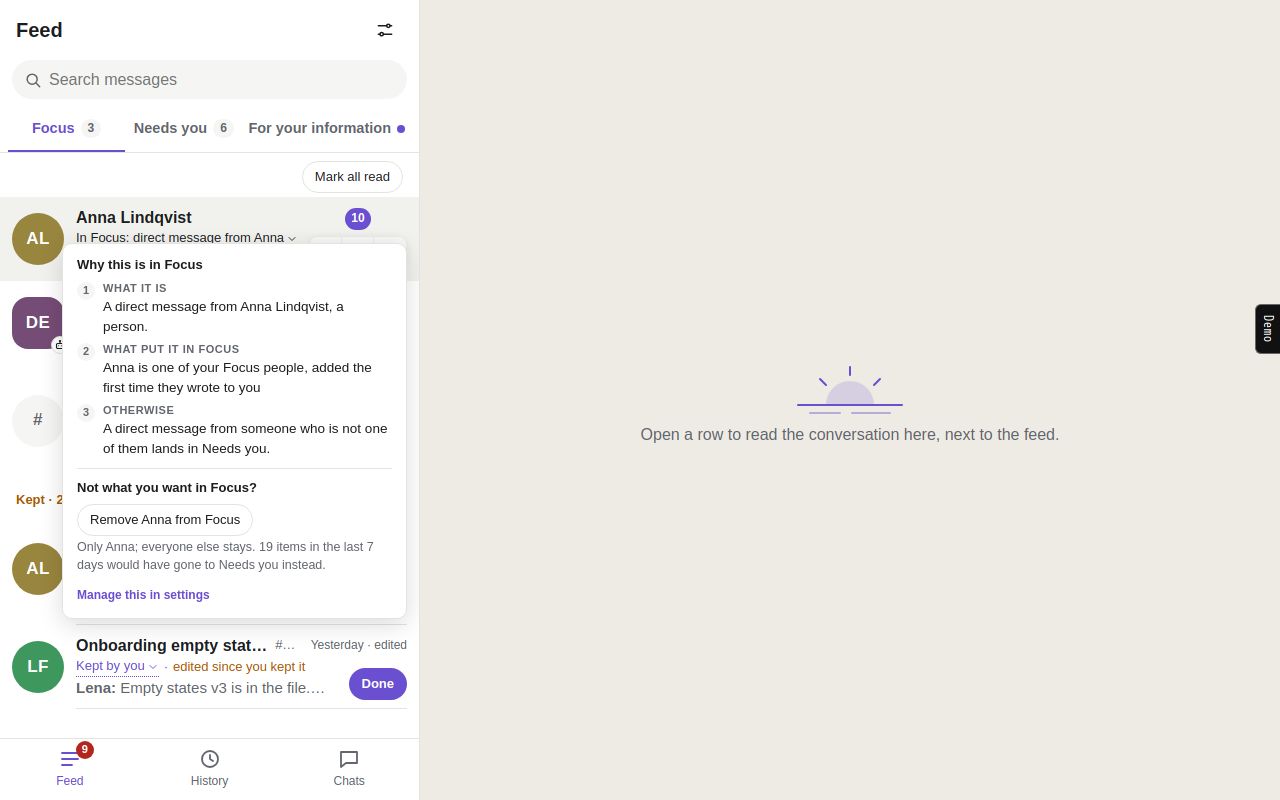 Feed
Search messages
Focus 3 Needs you 6 For your information
Mark all read
AL Anna Lindqvist 10
In Focus: direct message from Anna
Why this is in Focus
1 WHAT IT IS
A direct message from Anna Lindqvist, a
person.
DE
2 WHAT PUT IT IN FOCUS
Anna is one of your Focus people, added the
first time they wrote to you
3 OTHERWISE
A direct message from someone who is not one
of them lands in Needs you.
#
Not what you want in Focus?
Kept · 2
Remove Anna from Focus
Only Anna; everyone else stays. 19 items in the last 7
days would have gone to Needs you instead.
AL
Manage this in settings
LF Onboarding empty stat… #… Yesterday · edited
Kept by you · edited since you kept it
Lena: Empty states v3 is in the file.… Done
9
Feed History Chats
Open a row to read the conversation here, next to the feed.
Demo